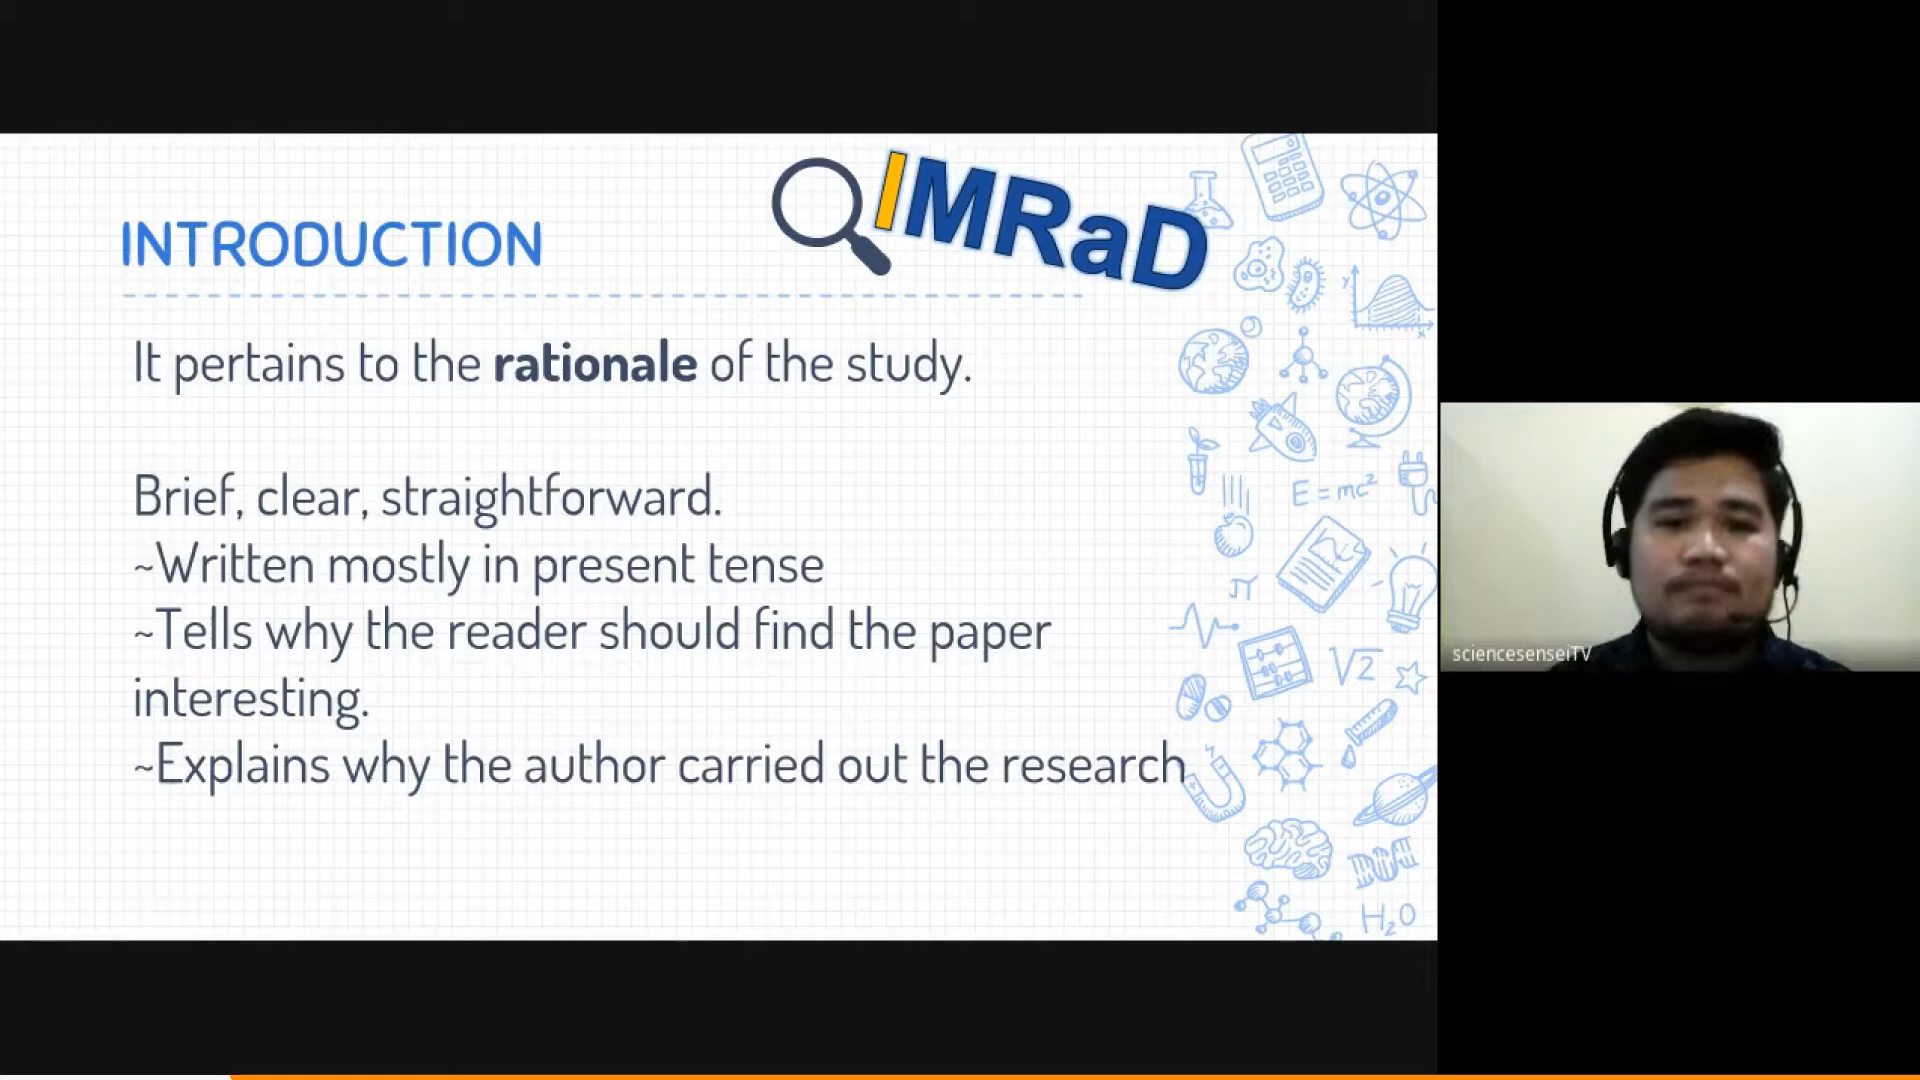 IMRaD
INTRODUCTION
It pertains to the rationale of the study.
Brief, clear, straightforward.
~Written mostly in present tense
~Tells why the reader should find the paper
interesting.
~Explains why the author carried out the research
y
x
E=mc²
π
√2
H₂O
sciencesenseiTV